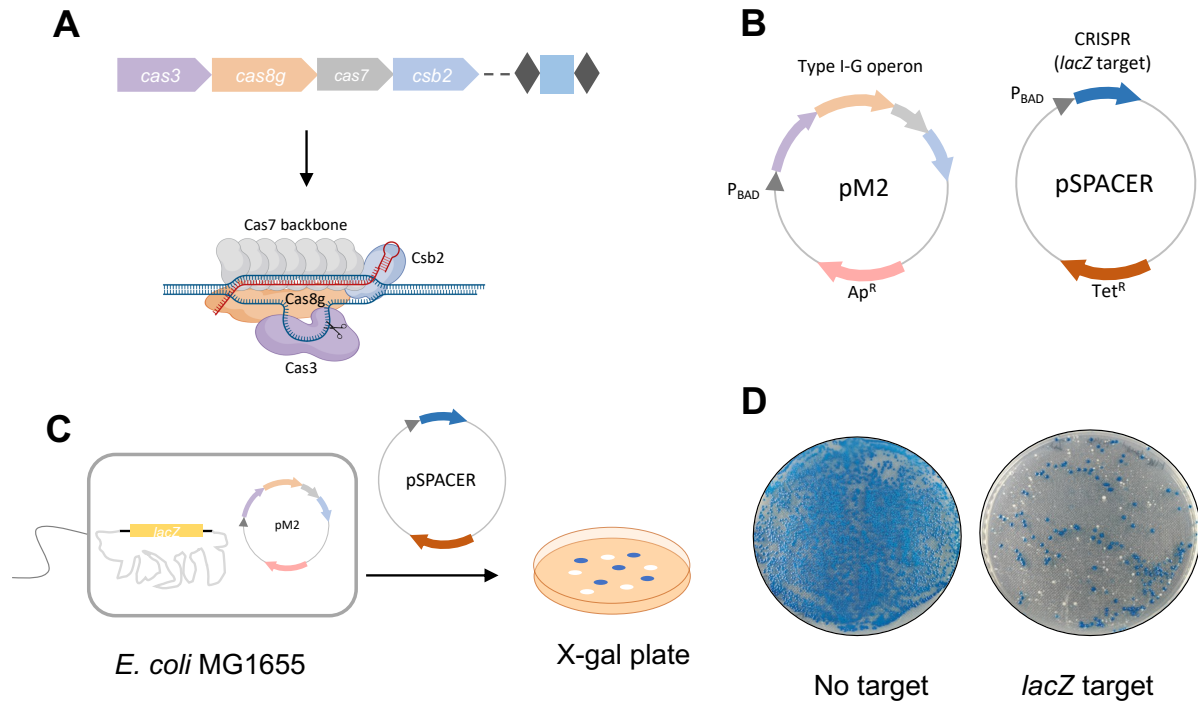 A
cas3 cas8g cas7 csb2
Cas7 backbone
Csb2
Cas8g
Cas3
B
Type I-G operon
CRISPR
(lacZ target)
PBAD
PBAD
pM2
pSPACER
ApR
TetR
C
lacZ
pM2
pSPACER
E. coli MG1655
X-gal plate
D
No target
lacZ target